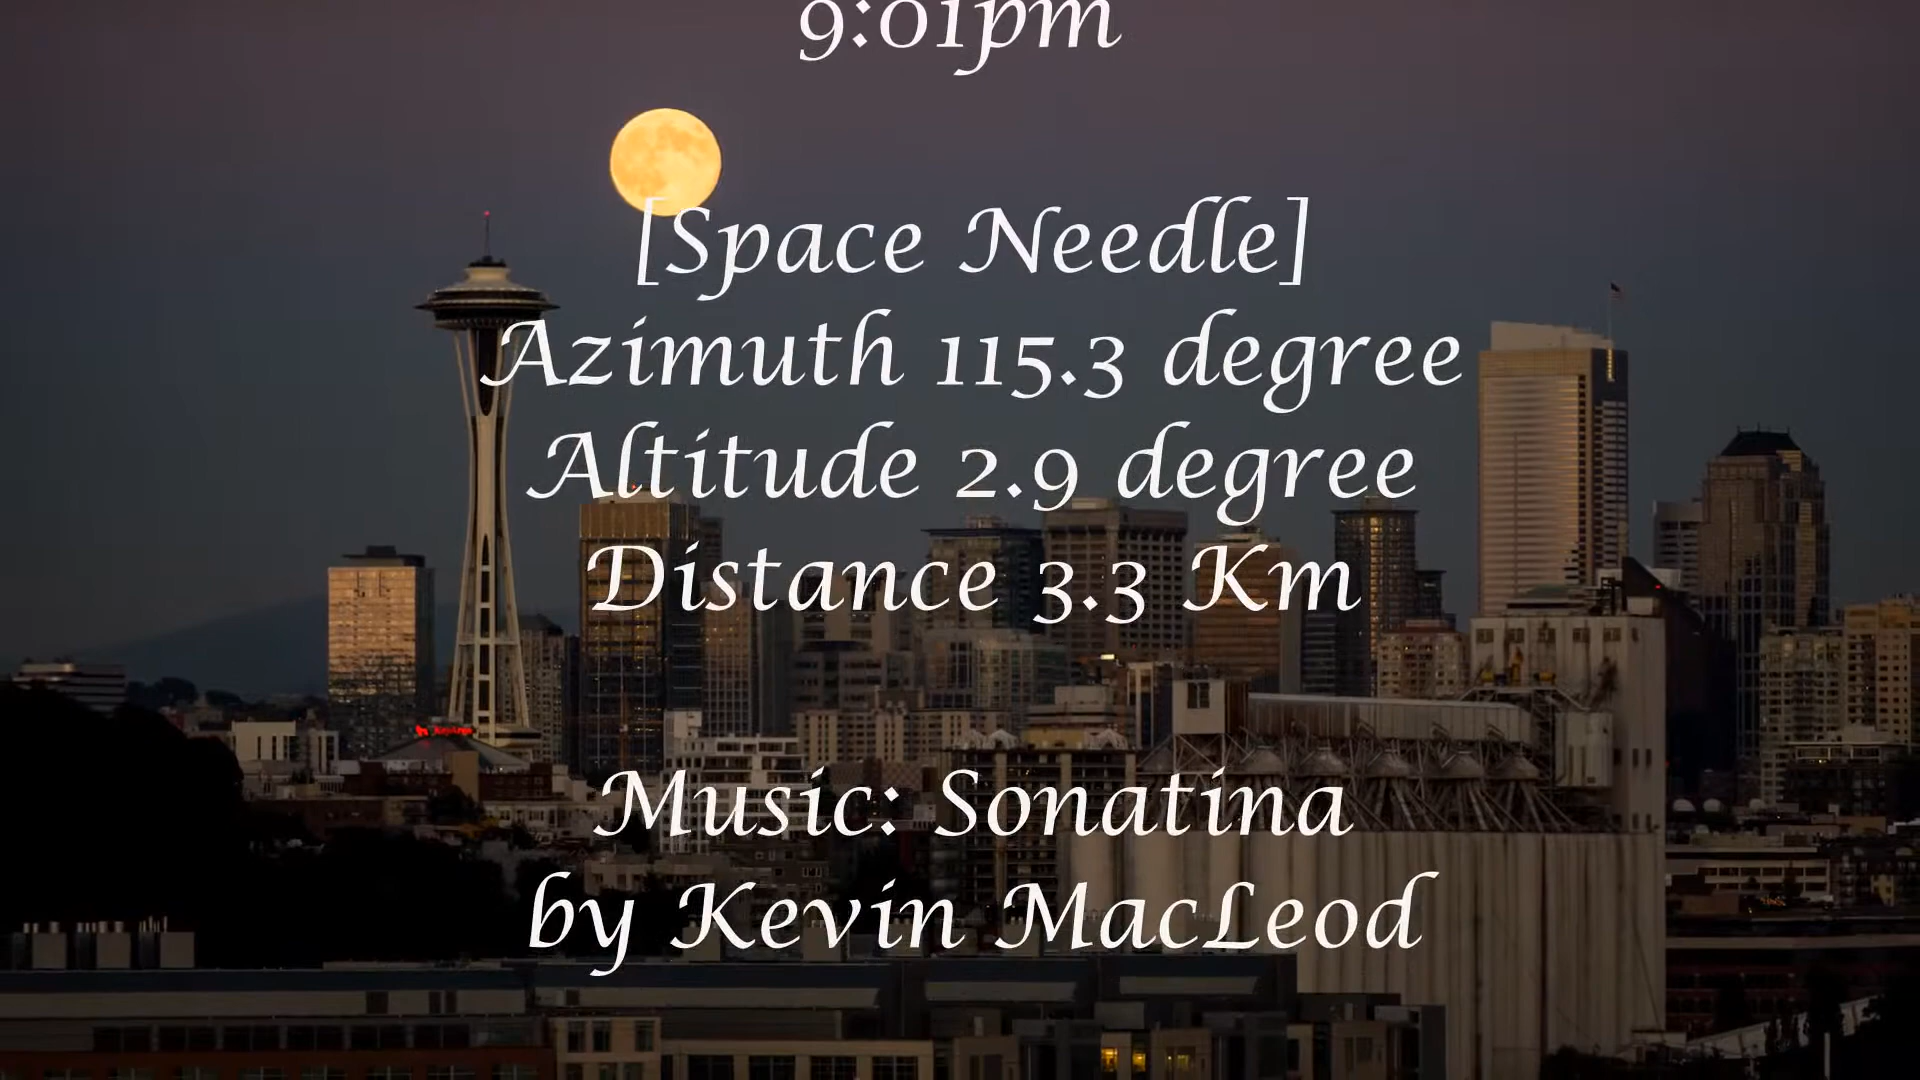 9:01pm
[Space Needle]
Azimuth 115.3 degree
Altitude 2.9 degree
Distance 3.3 Km
Music: Sonatina
by Kevin MacLeod